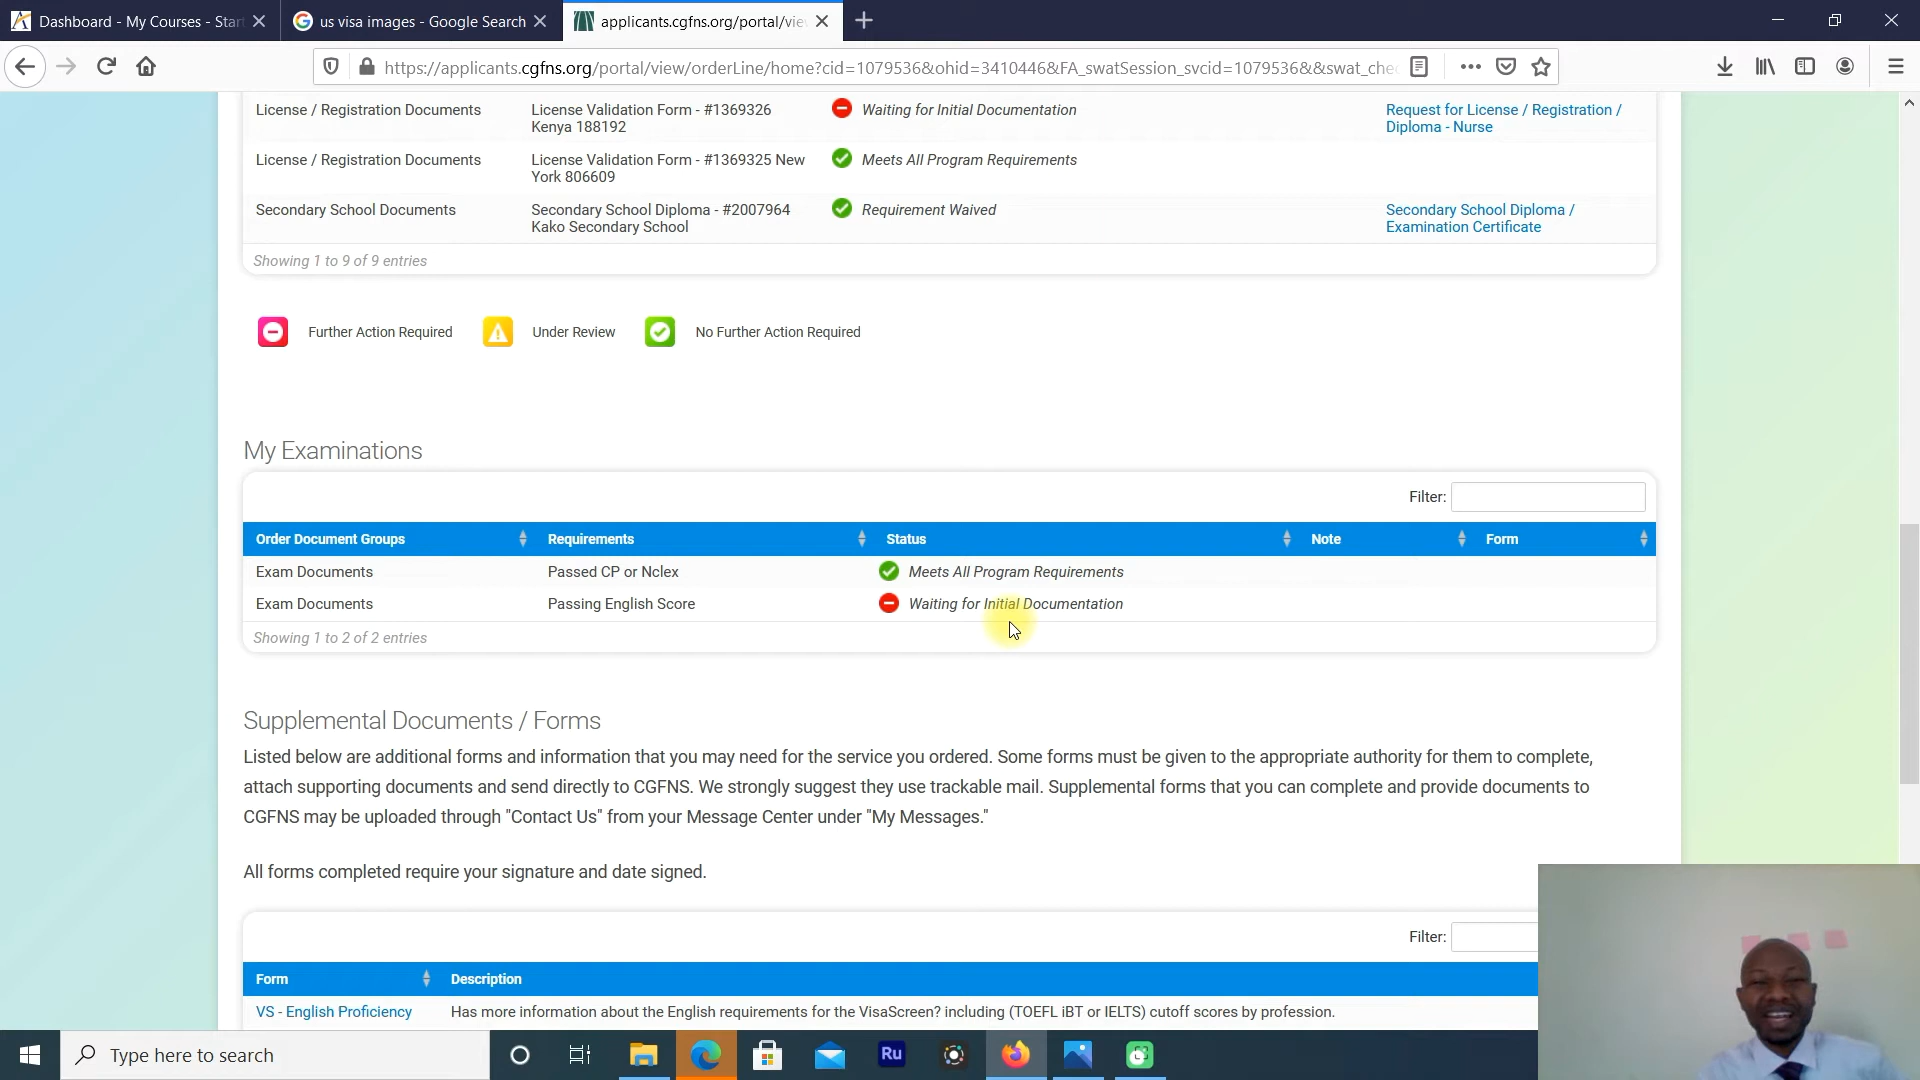 Dashboard - My Courses - Start
us visa images - Google Search
applicants.cgfns.org/portal/vie
https://applicants.cgfns.org/portal/view/orderLine/home?cid=1079536&ohid=3410446&FA_swatSession_svcid=1079536&&swat_chec
License / Registration Documents License Validation Form - #1369326 Waiting for Initial Documentation Request for License / Registration /
Kenya 188192 Diploma - Nurse
License / Registration Documents License Validation Form - #1369325 New Meets All Program Requirements
York 806609
Secondary School Documents Secondary School Diploma - #2007964 Requirement Waived Secondary School Diploma /
Kako Secondary School Examination Certificate
Showing 1 to 9 of 9 entries
Further Action Required Under Review No Further Action Required
My Examinations
Filter:
Order Document Groups Requirements Status Note Form
Exam Documents Passed CP or Nclex Meets All Program Requirements
Exam Documents Passing English Score Waiting for Initial Documentation
Showing 1 to 2 of 2 entries
Supplemental Documents / Forms
Listed below are additional forms and information that you may need for the service you ordered. Some forms must be given to the appropriate authority for them to complete,
attach supporting documents and send directly to CGFNS. We strongly suggest they use trackable mail. Supplemental forms that you can complete and provide documents to
CGFNS may be uploaded through "Contact Us" from your Message Center under "My Messages."
All forms completed require your signature and date signed.
Filter:
Form Description
VS - English Proficiency Has more information about the English requirements for the VisaScreen? including (TOEFL iBT or IELTS) cutoff scores by profession.
Type here to search
Ru